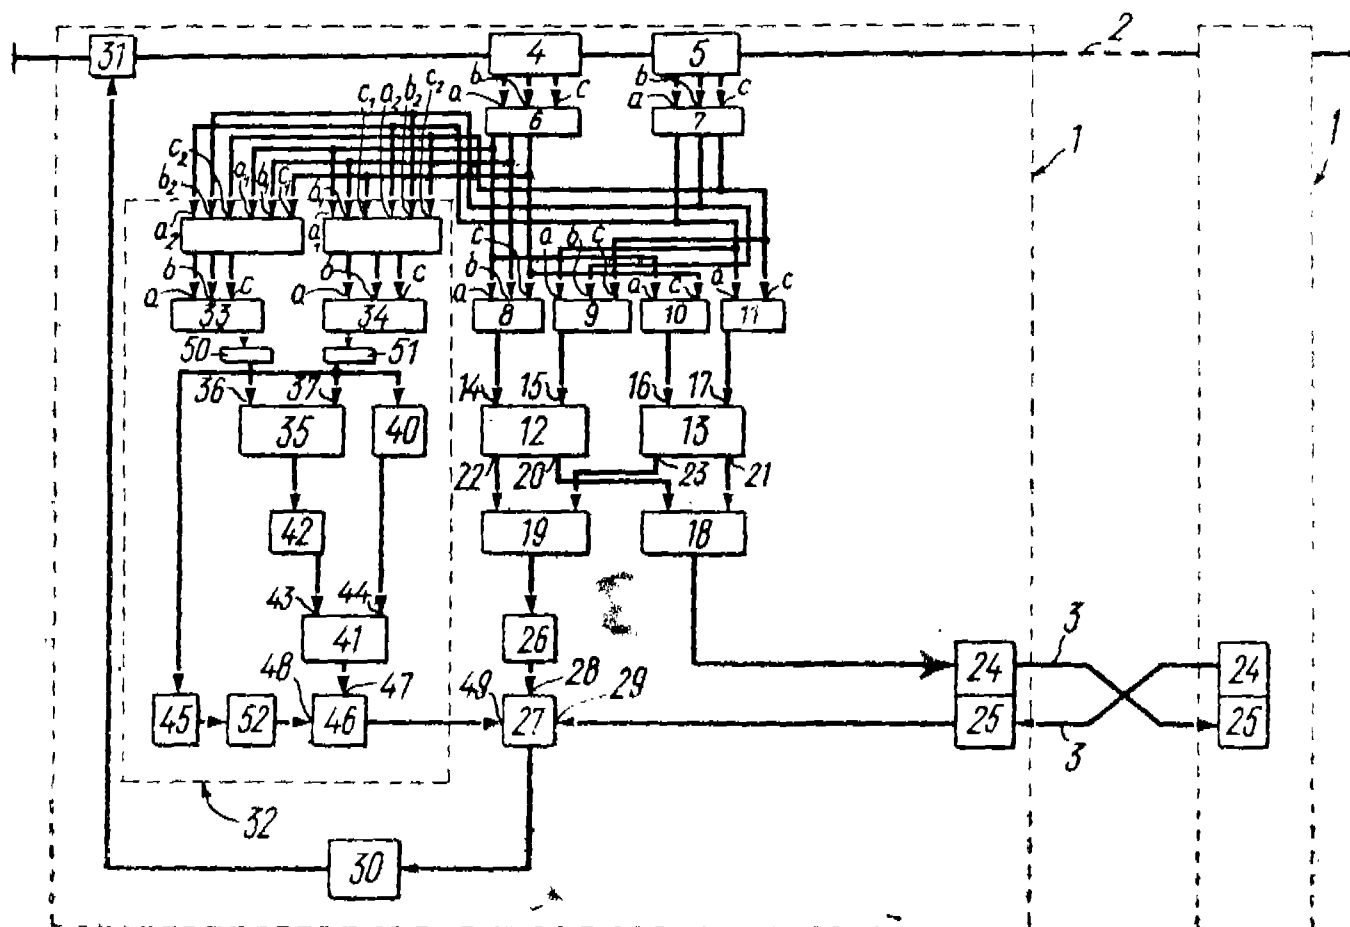 31 4 5 2
b c b c
a a
c₁ a₂ b₂ c₂
6 7
1 1
c₂ a₁ b₁ c₁
b₂ b₁
a₂ a₁
c a b c
b a c a c
a b c a b c a
33 34 8 9 10 11
50 51
36 37 14 15 16 17
35 40 12 13
22 20 23 21
42 19 18
43 44
41 26 24 3 24
48 47 49 28 29
45 52 46 27 25 3 25
32
30